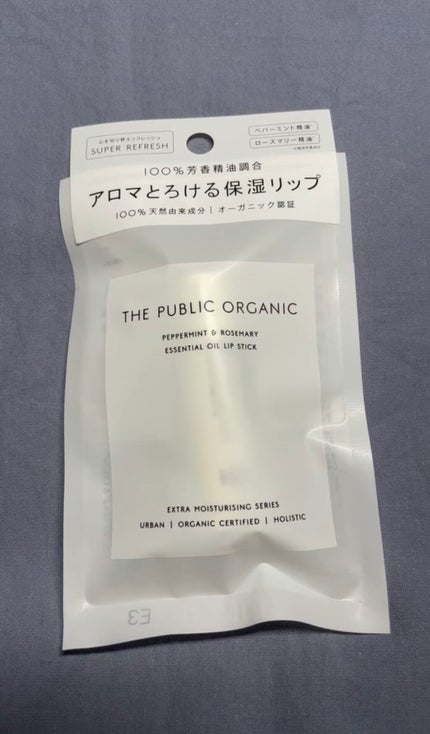 心を切り替えリフレッシュ
SUPER REFRESH
ペパーミント精油*
ローズマリー精油*
100%芳香精油調合
アロマとろける保湿リップ
100%天然由来成分 | オーガニック認証
THE PUBLIC ORGANIC
PEPPERMINT & ROSEMARY
ESSENTIAL OIL LIP STICK
EXTRA MOISTURISING SERIES
URBAN | ORGANIC CERTIFIED | HOLISTIC
E3